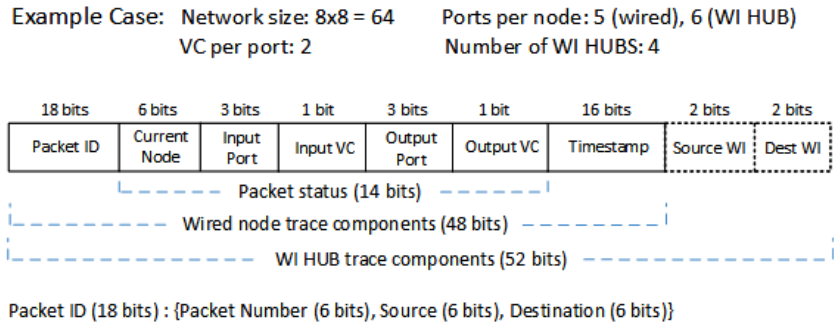 Example Case: Network size: 8x8 = 64 Ports per node: 5 (wired), 6 (WI HUB)
VC per port: 2 Number of WI HUBS: 4
18 bits 6 bits 3 bits 1 bit 3 bits 1 bit 16 bits 2 bits 2 bits
Packet ID Current Node Input Port Input VC Output Port Output VC Timestamp Source WI Dest WI
Packet status (14 bits)
Wired node trace components (48 bits)
WI HUB trace components (52 bits)
Packet ID (18 bits) : {Packet Number (6 bits), Source (6 bits), Destination (6 bits)}